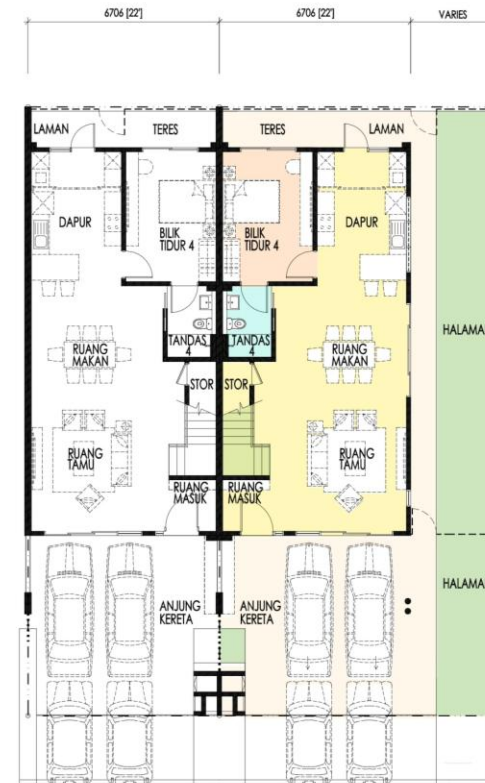 6706 [22'] 6706 [22'] VARIES
LAMAN TERES TERES LAMAN
DAPUR
BILIK
TIDUR 4
BILIK
TIDUR 4
DAPUR
TANDAS
4
TANDAS
4
RUANG
MAKAN
RUANG
MAKAN
HALAMA
STOR STOR
RUANG
TAMU
RUANG
TAMU
RUANG
MASUK
RUANG
MASUK
ANJUNG
KERETA
ANJUNG
KERETA
HALAMA